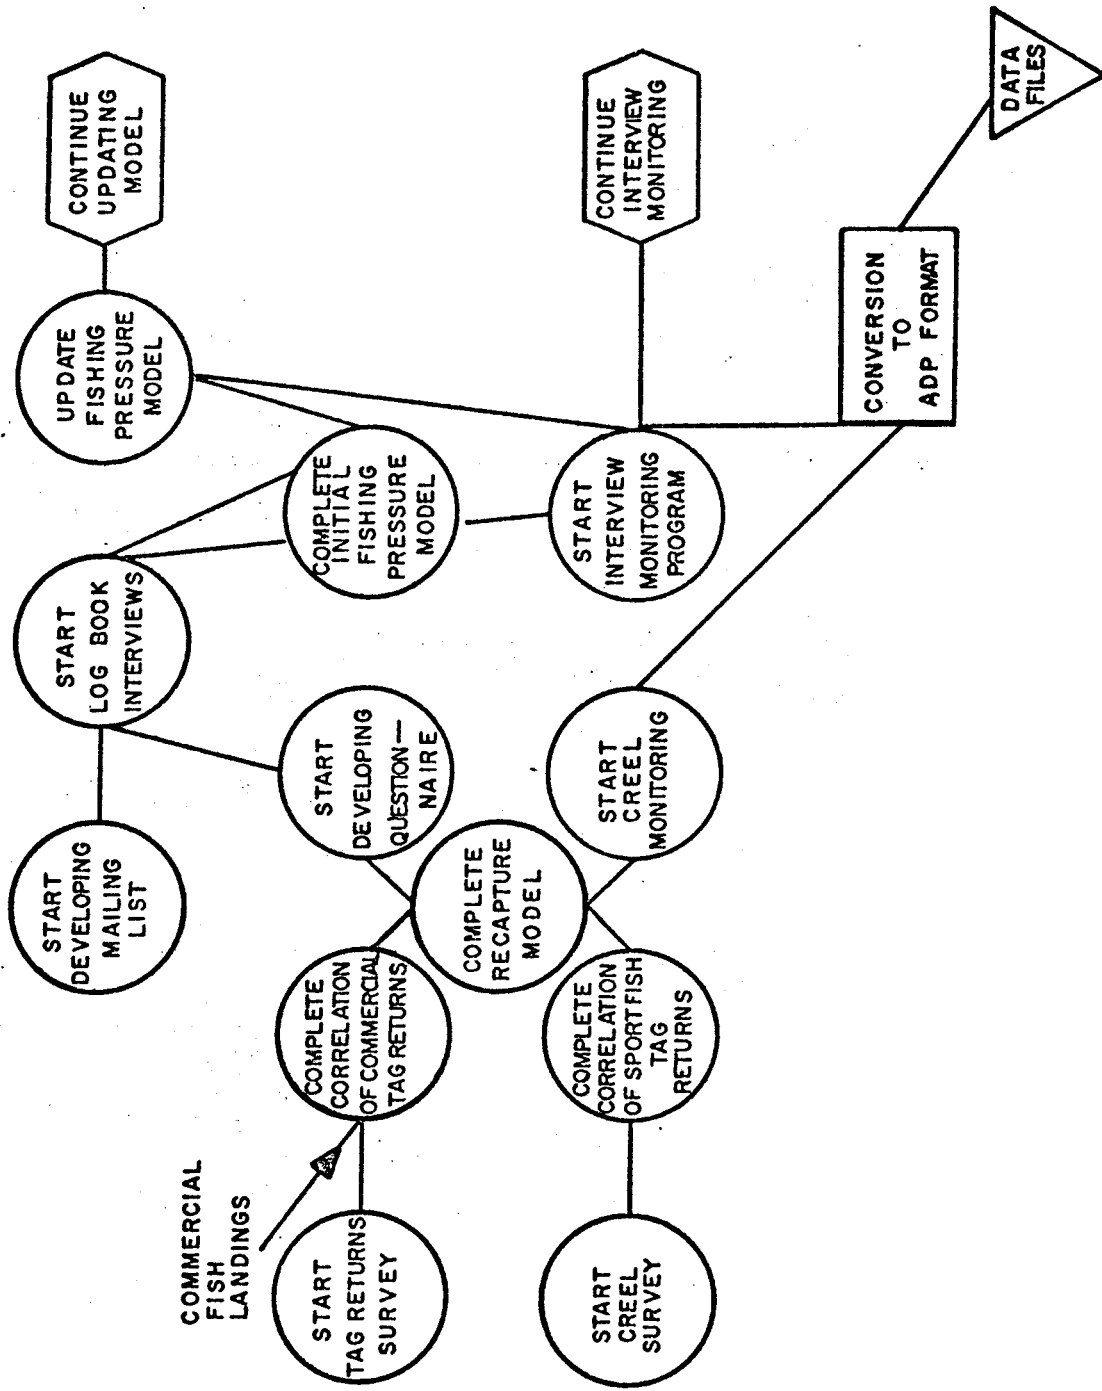 START
DEVELOPING
MAILING
LIST
START
LOG BOOK
INTERVIEWS
UPDATE
FISHING
PRESSURE
MODEL
CONTINUE
UPDATING
MODEL
COMMERCIAL
FISH
LANDINGS
START
TAG RETURNS
SURVEY
COMPLETE
CORRELATION
OF COMMERCIAL
TAG RETURNS
START
DEVELOPING
QUESTION—
NAIRE
COMPLETE
INITIAL
FISHING
PRESSURE
MODEL
COMPLETE
RECAPTURE
MODEL
START
CREEL
SURVEY
COMPLETE
CORRELATION
OF SPORTFISH
TAG
RETURNS
START
CREEL
MONITORING
START
INTERVIEW
MONITORING
PROGRAM
CONTINUE
INTERVIEW
MONITORING
CONVERSION
TO
ADP FORMAT
DATA
FILES